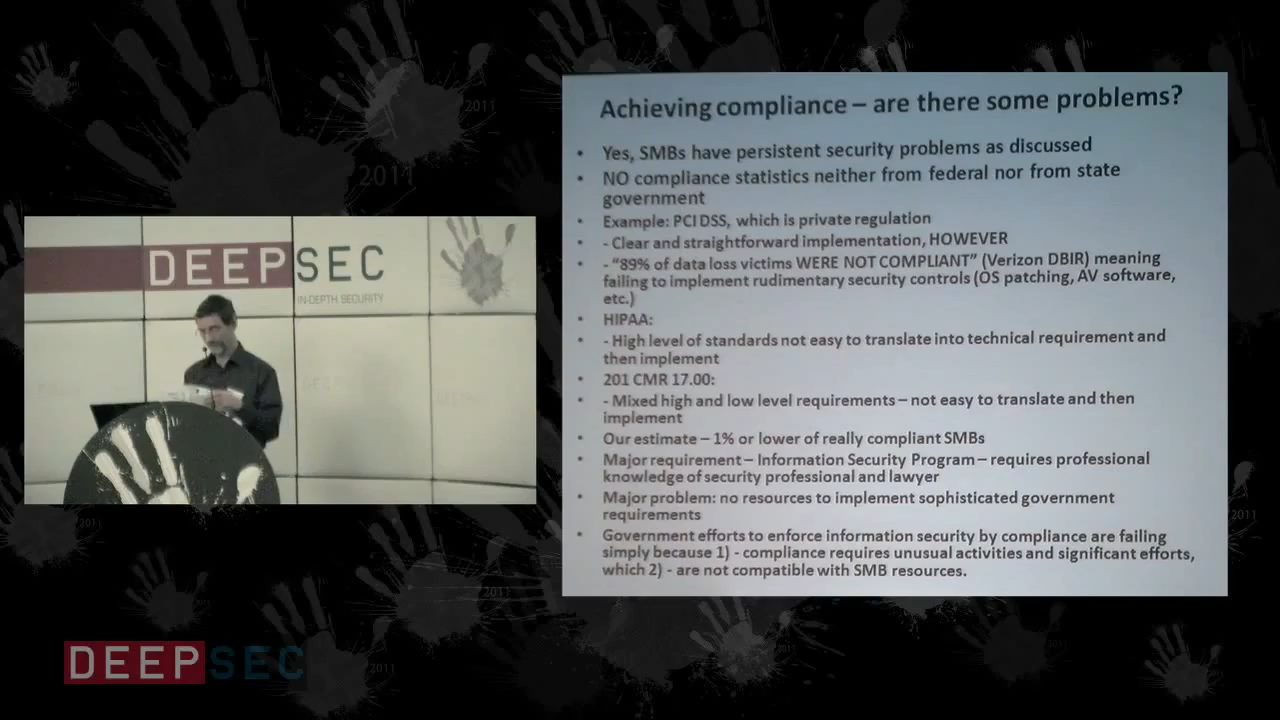 Achieving compliance – are there some problems?
• Yes, SMBs have persistent security problems as discussed
• NO compliance statistics neither from federal nor from state
government
• Example: PCI DSS, which is private regulation
• - Clear and straightforward implementation, HOWEVER
• - "89% of data loss victims WERE NOT COMPLIANT" (Verizon DBIR) meaning
failing to implement rudimentary security controls (OS patching, AV software,
etc.)
• HIPAA:
• - High level of standards not easy to translate into technical requirement and
then implement
• 201 CMR 17.00:
• - Mixed high and low level requirements – not easy to translate and then
implement
• Our estimate – 1% or lower of really compliant SMBs
• Major requirement – Information Security Program – requires professional
knowledge of security professional and lawyer
• Major problem: no resources to implement sophisticated government
requirements
• Government efforts to enforce information security by compliance are failing
simply because 1) - compliance requires unusual activities and significant efforts,
which 2) - are not compatible with SMB resources.
DEEPSEC
IN-DEPTH SECURITY
DEEPSEC
2011
2011
2011
2011
2011
2011